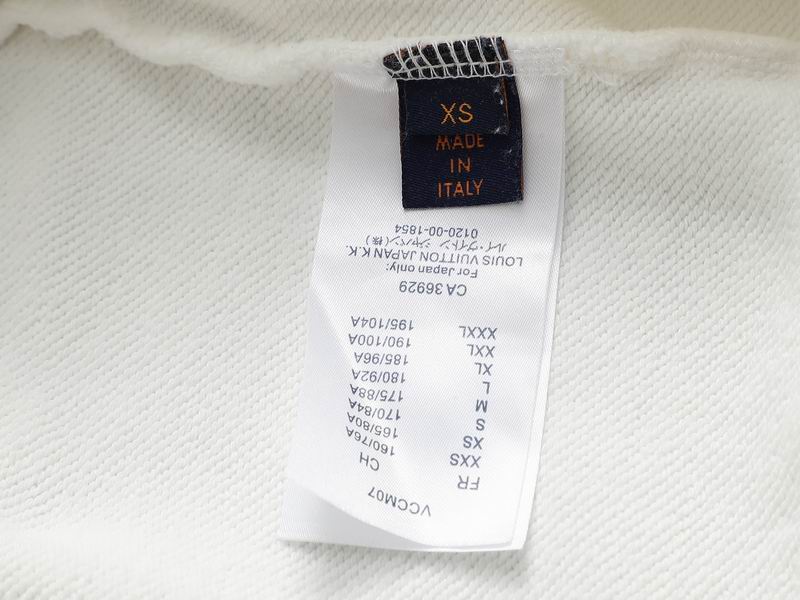 XS
MADE
IN
ITALY
VCCM07
FR CH
XXS 160/76A
XS 165/80A
S 170/84A
M 175/88A
L 180/92A
XL 185/96A
XXL 190/100A
XXXL 195/104A
CA 36929
For Japan only:
LOUIS VUITTON JAPAN K.K.
ルイ・ヴィトン ジャパン(株)
0120-00-1854